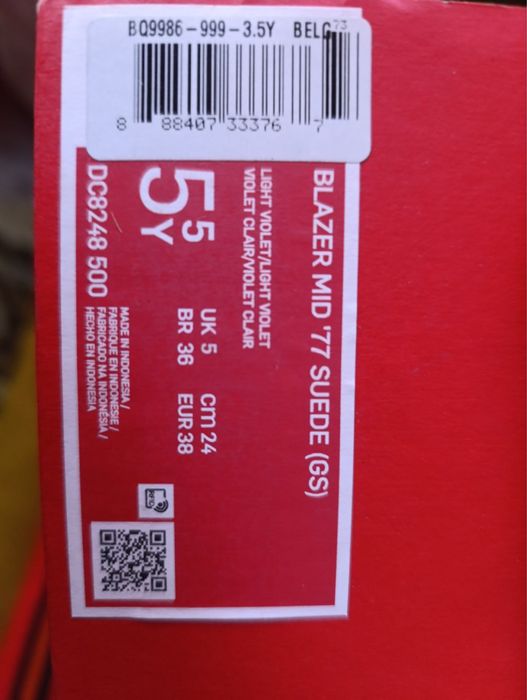 BQ9986-999-3.5Y BELG
73
8 88407 33376 7
BLAZER MID '77 SUEDE (GS)
LIGHT VIOLET/LIGHT VIOLET
VIOLET CLAIR/VIOLET CLAIR
5 5Y
UK 5 cm 24
BR 36 EUR 38
MADE IN INDONESIA /
FABRIQUE EN INDONESIE /
FABRICADO NA INDONÉSIA /
HECHO EN INDONESIA
DC8248 500
RFID